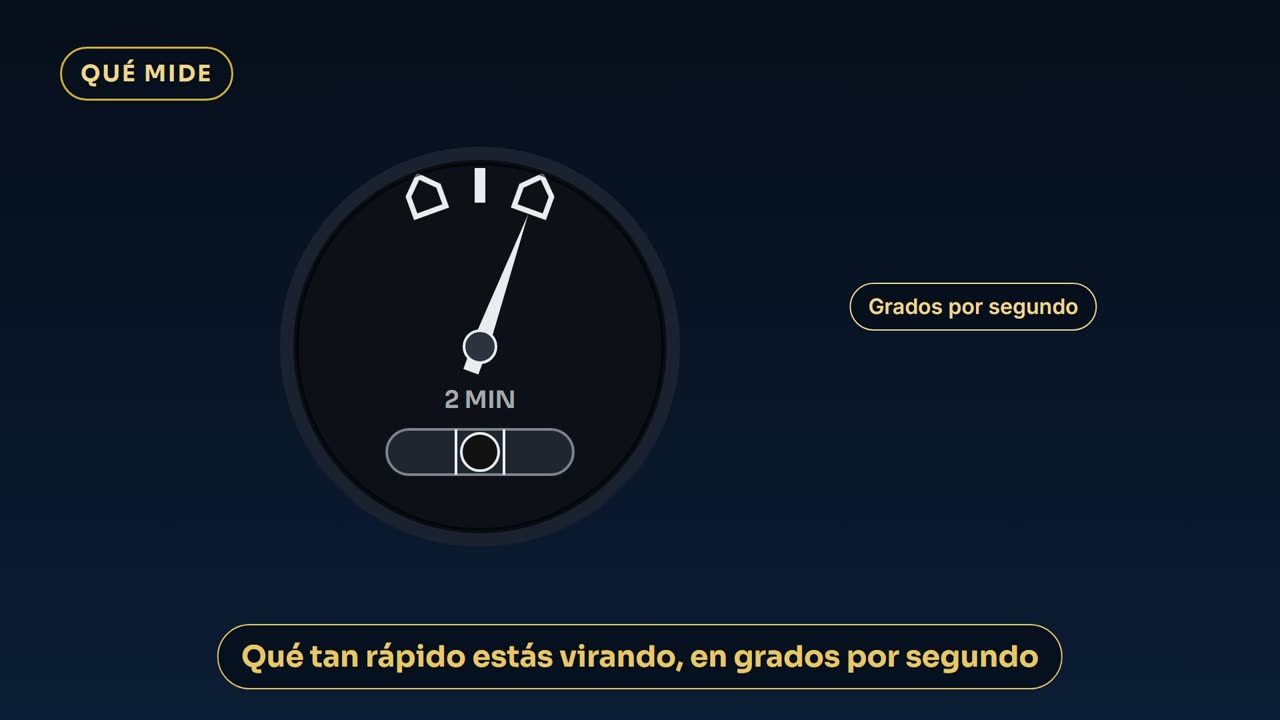 QUÉ MIDE
2 MIN
Grados por segundo
Qué tan rápido estás virando, en grados por segundo